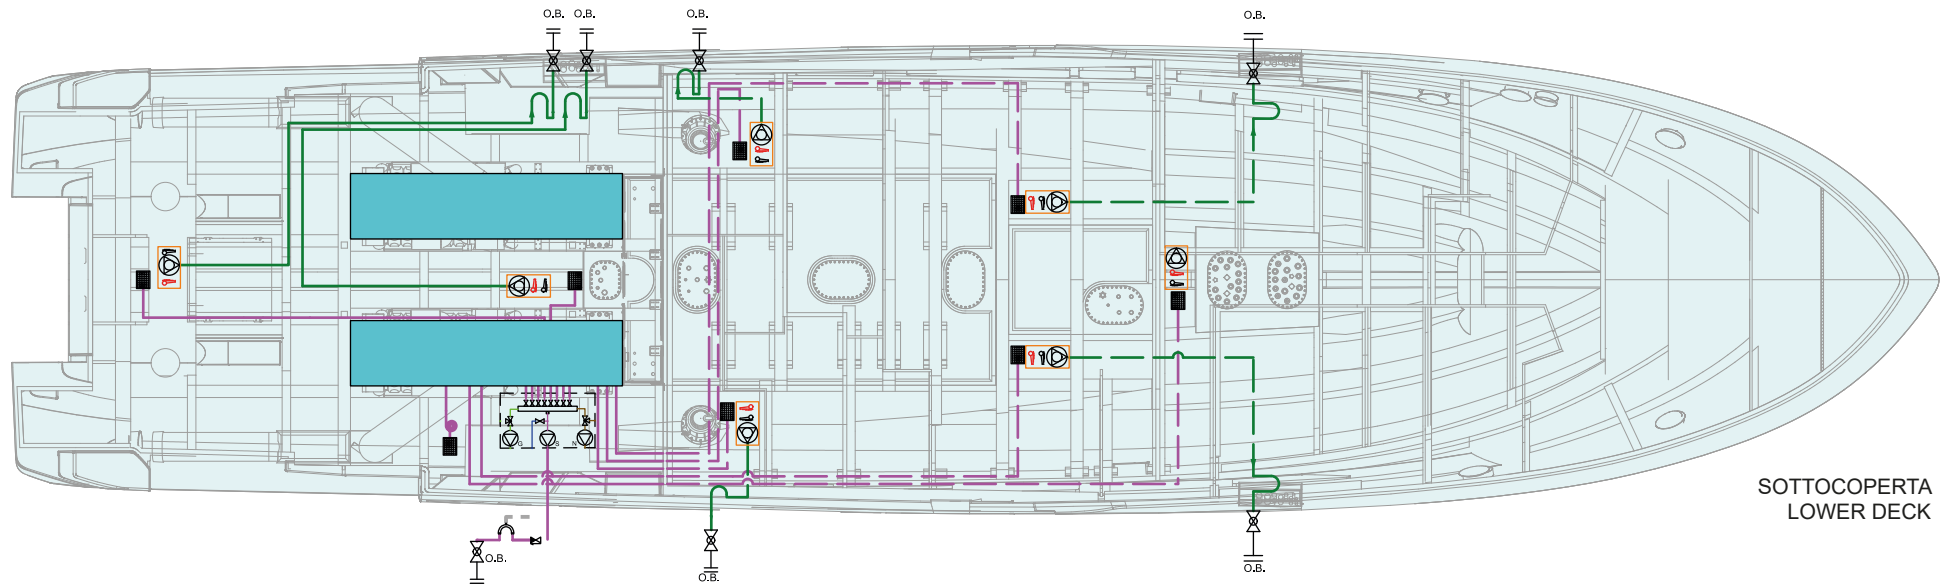 O.B. O.B. O.B. O.B.
G S N
O.B. O.B. O.B.
SOTTOCOPERTA
LOWER DECK